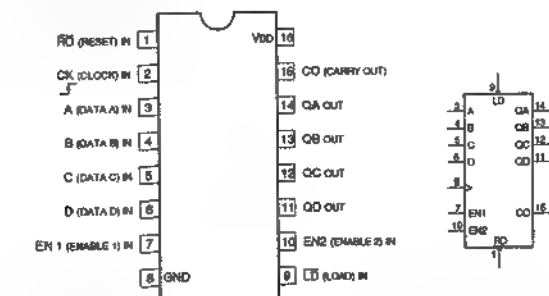 RD (RESET) IN 1
CK (CLOCK) IN 2
A (DATA A) IN 3
B (DATA B) IN 4
C (DATA C) IN 5
D (DATA D) IN 6
EN 1 (ENABLE 1) IN 7
8 GND
VDD 16
15 CO (CARRY OUT)
14 QA OUT
13 QB OUT
12 QC OUT
11 QD OUT
10 EN2 (ENABLE 2) IN
9 LD (LOAD) IN
9
LD
3 A QA 14
4 B QB 13
5 C QC 12
6 D QD 11
7 EN1 CO 15
10 EN2
RD
1